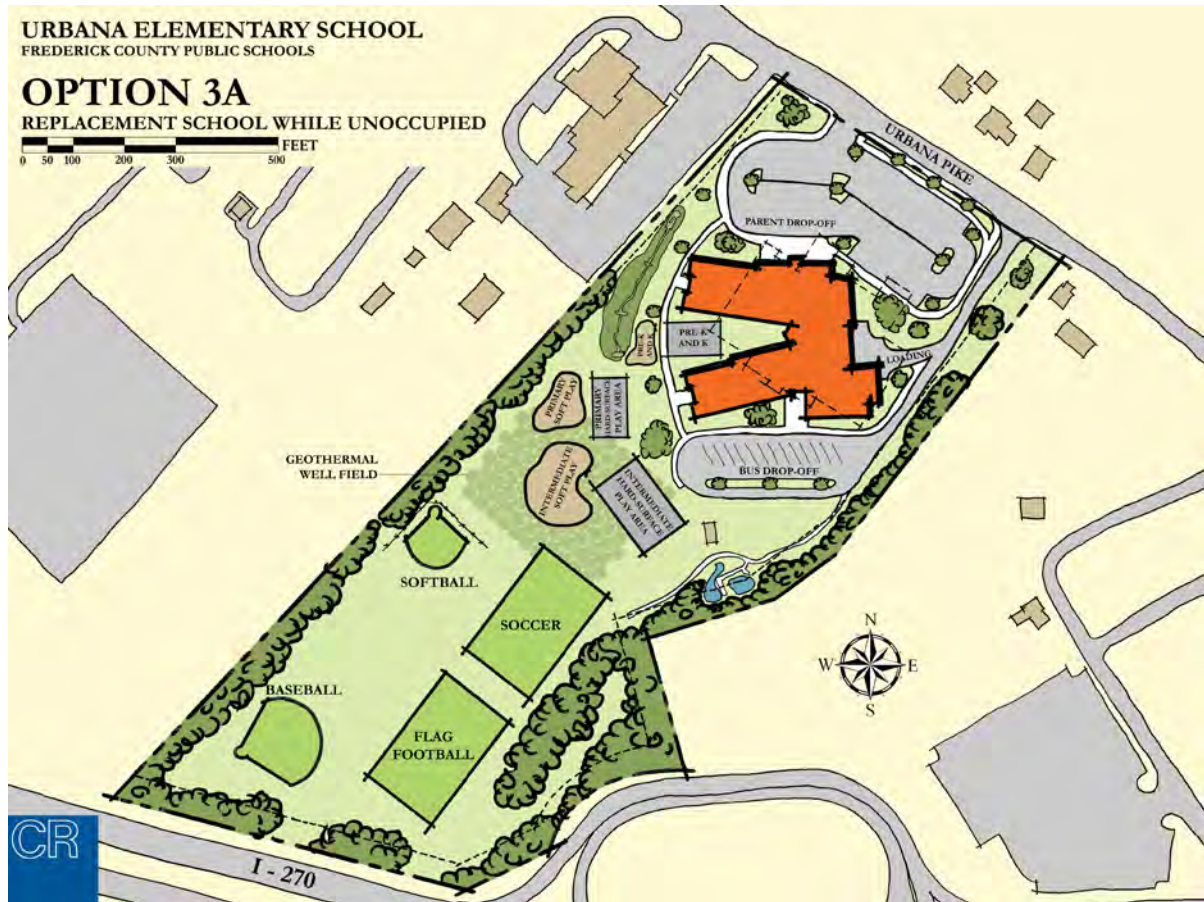 URBANA ELEMENTARY SCHOOL
FREDERICK COUNTY PUBLIC SCHOOLS
OPTION 3A
REPLACEMENT SCHOOL WHILE UNOCCUPIED
FEET
0 50 100 200 300 500
URBANA PIKE
PARENT DROP-OFF
PRE-K
AND K
PRE-K
AND K
LOADING
PRIMARY
SOFT PLAY
PRIMARY
HARD-SURFACE
PLAY AREA
GEOTHERMAL
WELL FIELD
INTERMEDIATE
SOFT PLAY
INTERMEDIATE
HARD-SURFACE
PLAY AREA
BUS DROP-OFF
SOFTBALL
SOCCER
N
W E
S
BASEBALL
FLAG
FOOTBALL
CR
I - 270